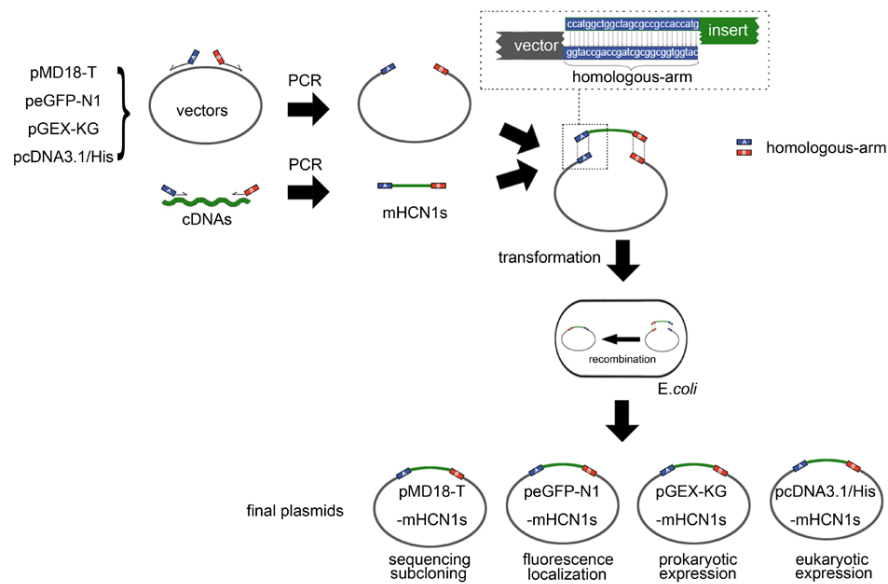 ccatggctggctagcgccgccaccatg
insert
vector
ggtaccgaccgatcgcggcggtggtac
homologous-arm
pMD18-T
peGFP-N1
pGEX-KG
pcDNA3.1/His
A B
vectors
PCR
A B
A B
A B
A
B
homologous-arm
A B
cDNAs
PCR
A B
mHCN1s
transformation
recombination
E.coli
final plasmids
A B
pMD18-T
-mHCN1s
sequencing
subcloning
A B
peGFP-N1
-mHCN1s
fluorescence
localization
A B
pGEX-KG
-mHCN1s
prokaryotic
expression
A B
pcDNA3.1/His
-mHCN1s
eukaryotic
expression